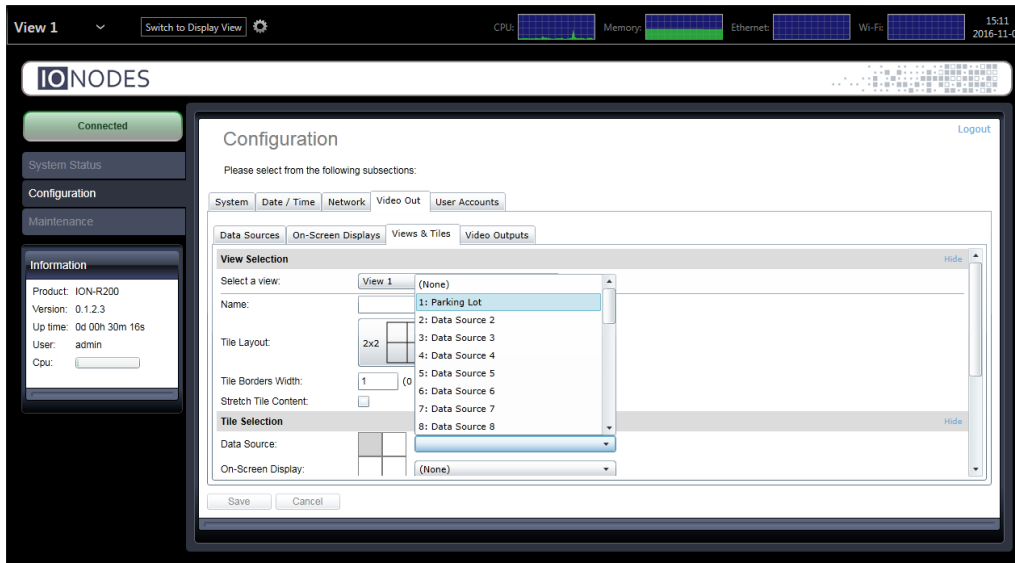 View 1 Switch to Display View CPU: Memory: Ethernet: Wi-Fi: 15:11
2016-11-0
IONODES
Connected
System Status
Configuration
Maintenance
Information
Product: ION-R200
Version: 0.1.2.3
Up time: 0d 00h 30m 16s
User: admin
Cpu:
Logout
Configuration
Please select from the following subsections:
System Date / Time Network Video Out User Accounts
Data Sources On-Screen Displays Views & Tiles Video Outputs
View Selection Hide
Select a view: View 1
Name:
Tile Layout: 2x2
Tile Borders Width: 1 (0
Stretch Tile Content:
(None)
1: Parking Lot
2: Data Source 2
3: Data Source 3
4: Data Source 4
5: Data Source 5
6: Data Source 6
7: Data Source 7
8: Data Source 8
Tile Selection Hide
Data Source:
On-Screen Display: (None)
Save Cancel